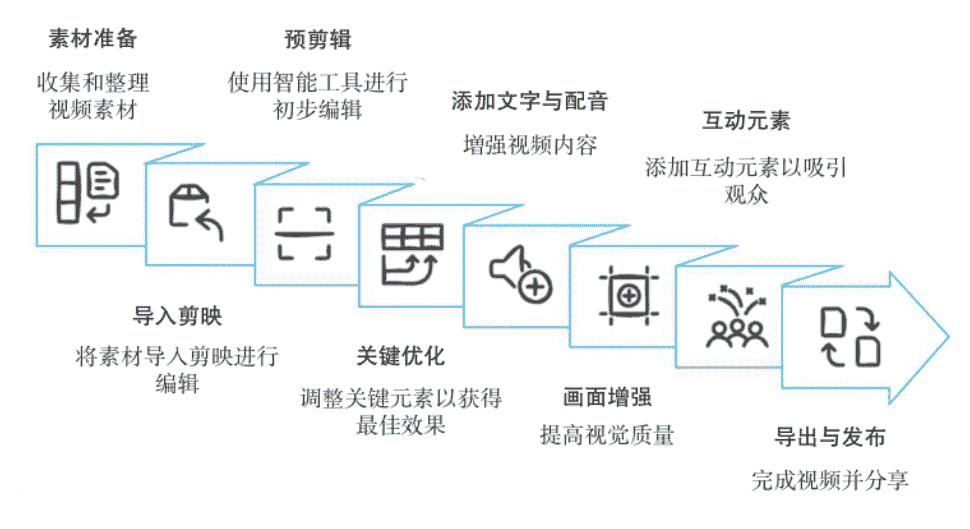 素材准备
收集和整理
视频素材
导入剪映
将素材导入剪映进行
编辑
预剪辑
使用智能工具进行
初步编辑
关键优化
调整关键元素以获得
最佳效果
添加文字与配音
增强视频内容
画面增强
提高视觉质量
互动元素
添加互动元素以吸引
观众
导出与发布
完成视频并分享